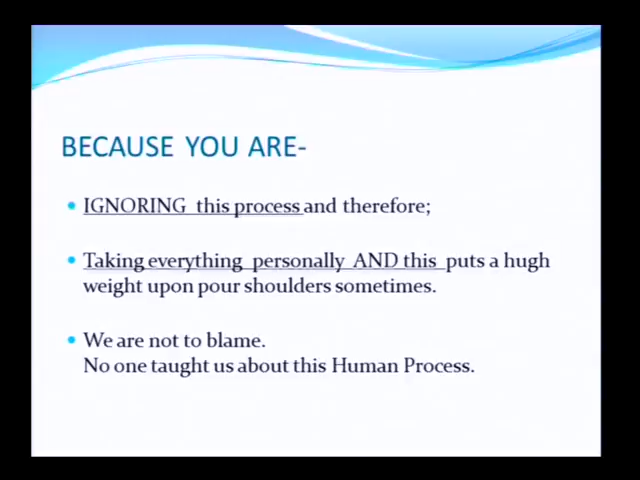 BECAUSE YOU ARE-
IGNORING this process and therefore;
Taking everything personally AND this puts a hugh
weight upon pour shoulders sometimes.
We are not to blame.
No one taught us about this Human Process.